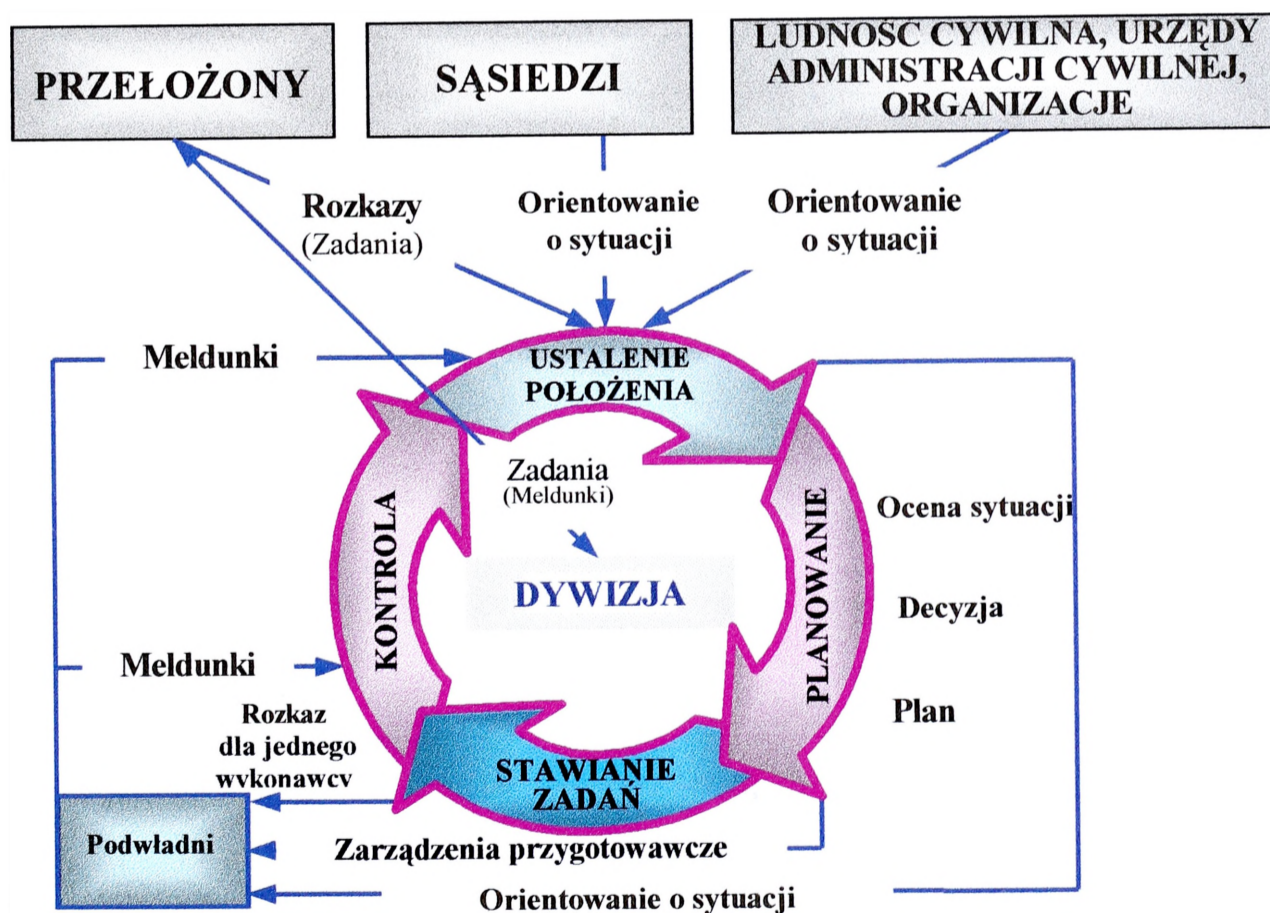 PRZEŁOŻONY
SĄSIEDZI
LUDNOŚĆ CYWILNA, URZĘDY
ADMINISTRACJI CYWILNEJ,
ORGANIZACJE
Rozkazy
(Zadania)
Orientowanie
o sytuacji
Orientowanie
o sytuacji
Meldunki
USTALENIE
POŁOŻENIA
Zadania
(Meldunki)
DYWIZJA
KONTROLA
PLANOWANIE
Ocena sytuacji
Decyzja
Plan
Meldunki
Rozkaz
dla jednego
wykonawcy
STAWIANIE
ZADAŃ
Podwładni
Zarządzenia przygotowawcze
Orientowanie o sytuacji